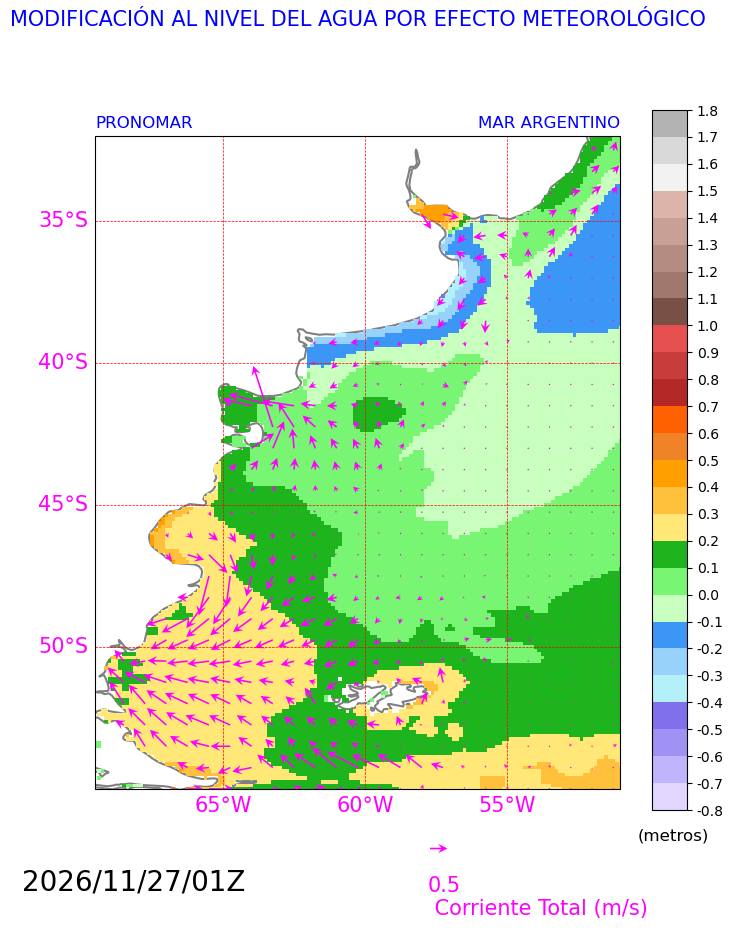 MODIFICACIÓN AL NIVEL DEL AGUA POR EFECTO METEOROLÓGICO
PRONOMAR
MAR ARGENTINO
35°S
40°S
45°S
50°S
65°W
60°W
55°W
1.8
1.7
1.6
1.5
1.4
1.3
1.2
1.1
1.0
0.9
0.8
0.7
0.6
0.5
0.4
0.3
0.2
0.1
0.0
-0.1
-0.2
-0.3
-0.4
-0.5
-0.6
-0.7
-0.8
(metros)
2026/11/27/01Z
0.5
Corriente Total (m/s)